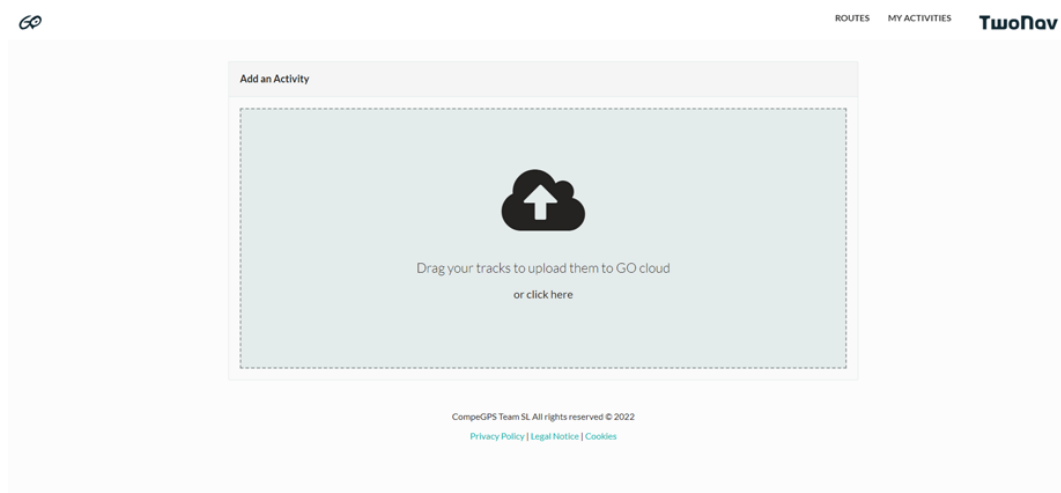 GO
ROUTES MY ACTIVITIES TwoNav
Add an Activity
Drag your tracks to upload them to GO cloud
or click here
CompeGPS Team SL All rights reserved © 2022
Privacy Policy | Legal Notice | Cookies